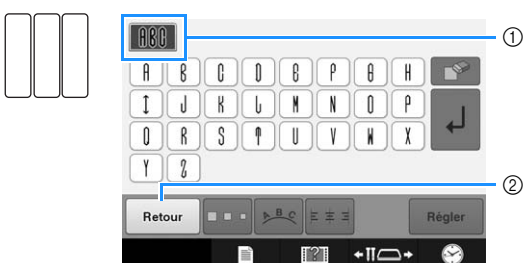 ABC
①
A B C D E F G H
I J K L M N O P
Q R S T U V W X
Y Z
②
Retour
A B C
Régler
?